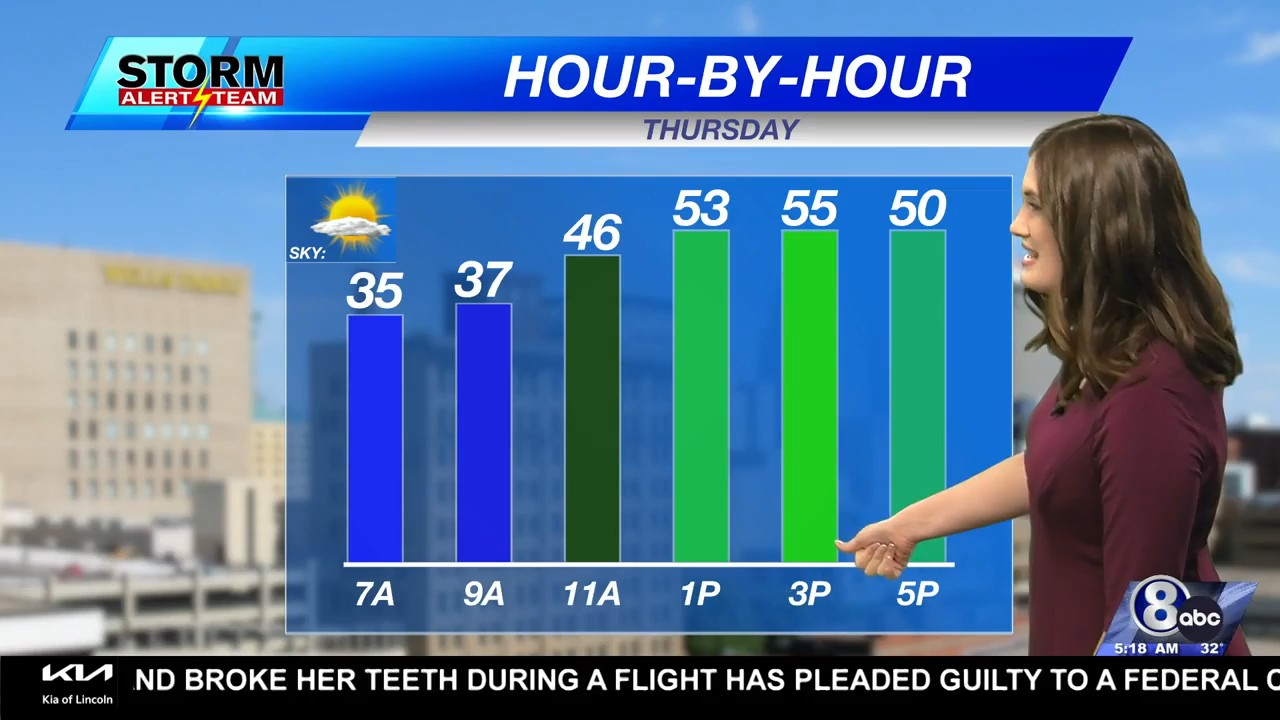 STORM
ALERT TEAM
HOUR-BY-HOUR
THURSDAY
SKY:
35
37
46
53
55
50
7A
9A
11A
1P
3P
5P
8 abc
5:18 AM 32°
KIA
Kia of Lincoln
ND BROKE HER TEETH DURING A FLIGHT HAS PLEADED GUILTY TO A FEDERAL C